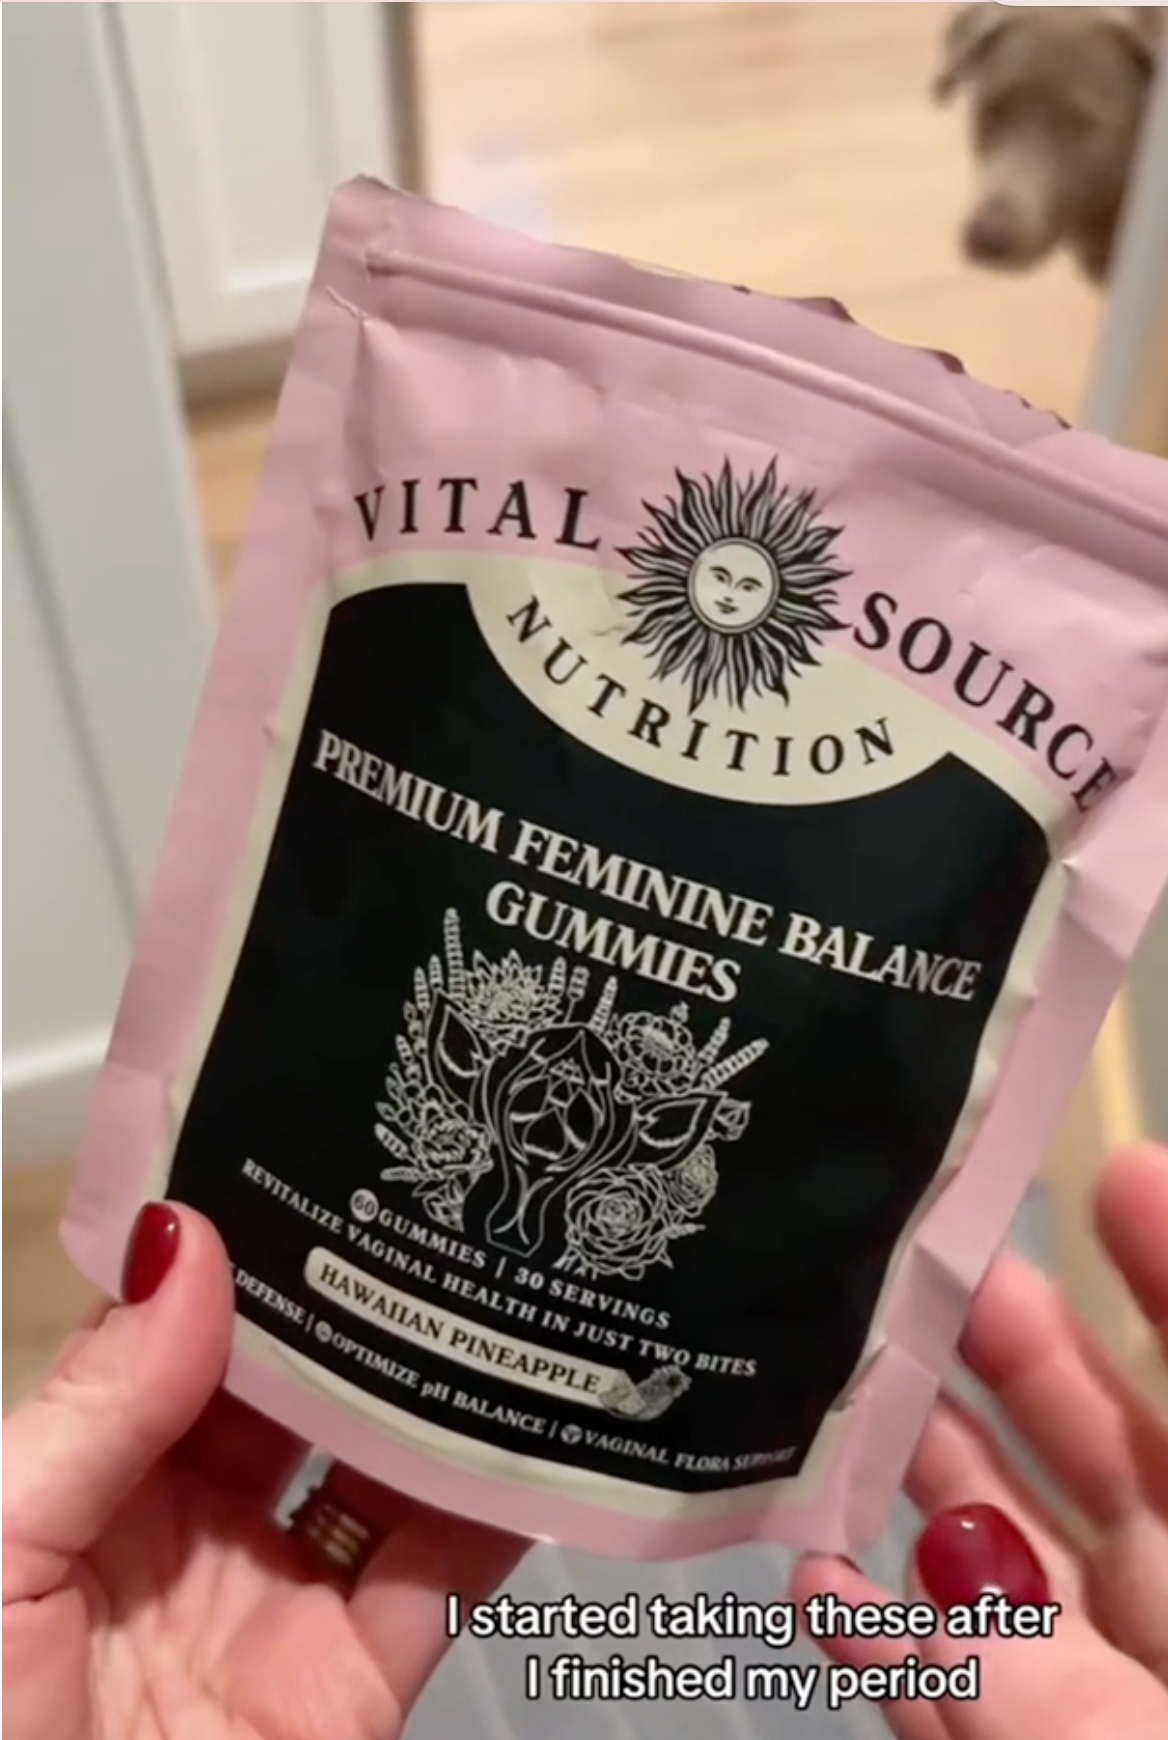 VITAL SOURCE
NUTRITION
PREMIUM FEMININE BALANCE
GUMMIES
60 GUMMIES | 30 SERVINGS
REVITALIZE VAGINAL HEALTH IN JUST TWO BITES
HAWAIIAN PINEAPPLE
DEFENSE | OPTIMIZE pH BALANCE | VAGINAL FLORA SUPPORT
I started taking these after
I finished my period